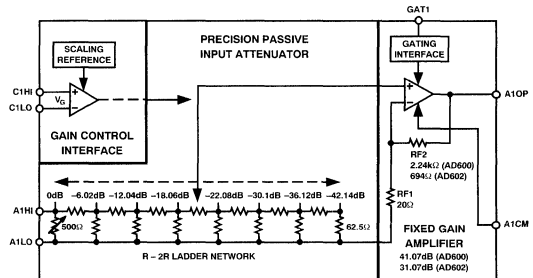 GAT1
PRECISION PASSIVE
INPUT ATTENUATOR
SCALING
REFERENCE
GATING
INTERFACE
C1HI
C1LO
VG
+
−
GAIN CONTROL
INTERFACE
+
−
A1OP
RF2
2.24kΩ (AD600)
694Ω (AD602)
RF1
20Ω
0dB −6.02dB −12.04dB −18.06dB −22.08dB −30.1dB −36.12dB −42.14dB
A1HI
500Ω
62.5Ω
A1LO
R – 2R LADDER NETWORK
A1CM
FIXED GAIN
AMPLIFIER
41.07dB (AD600)
31.07dB (AD602)